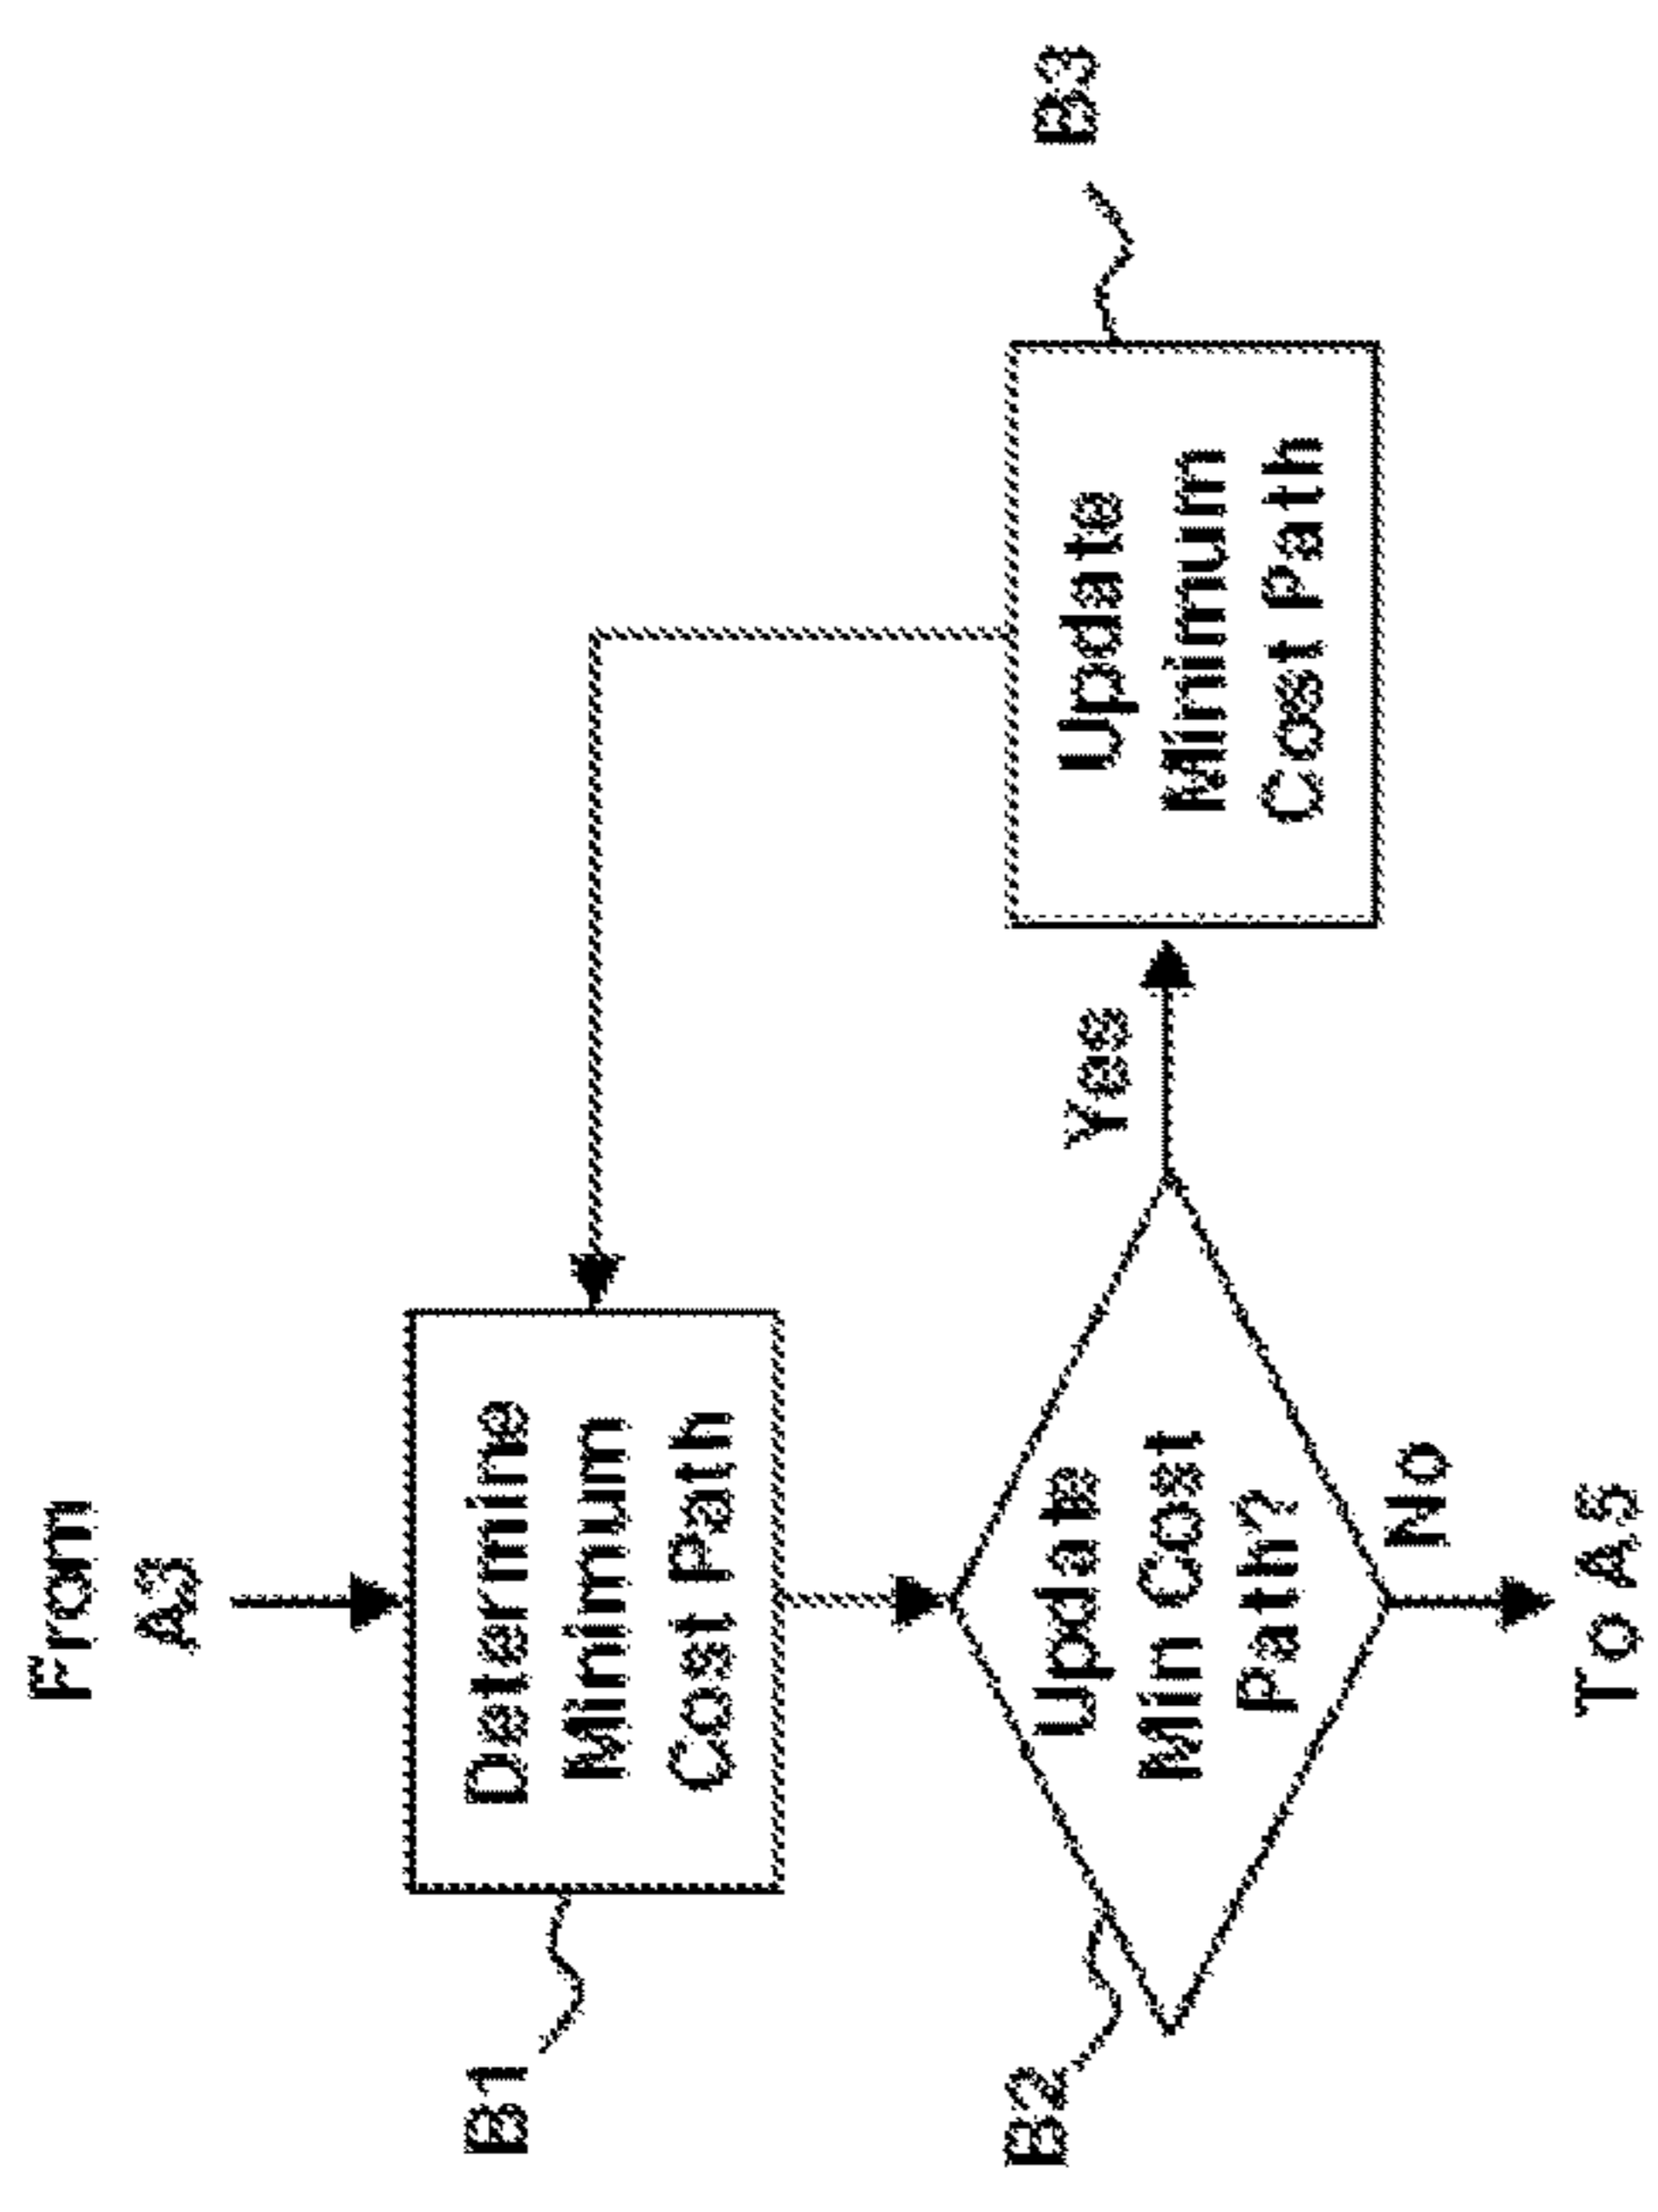 From
A3
Determine
Minimum
Cost Path
B1
Update
Min Cost
Path?
B2
Yes
Update
Minimum
Cost Path
B3
No
To A5